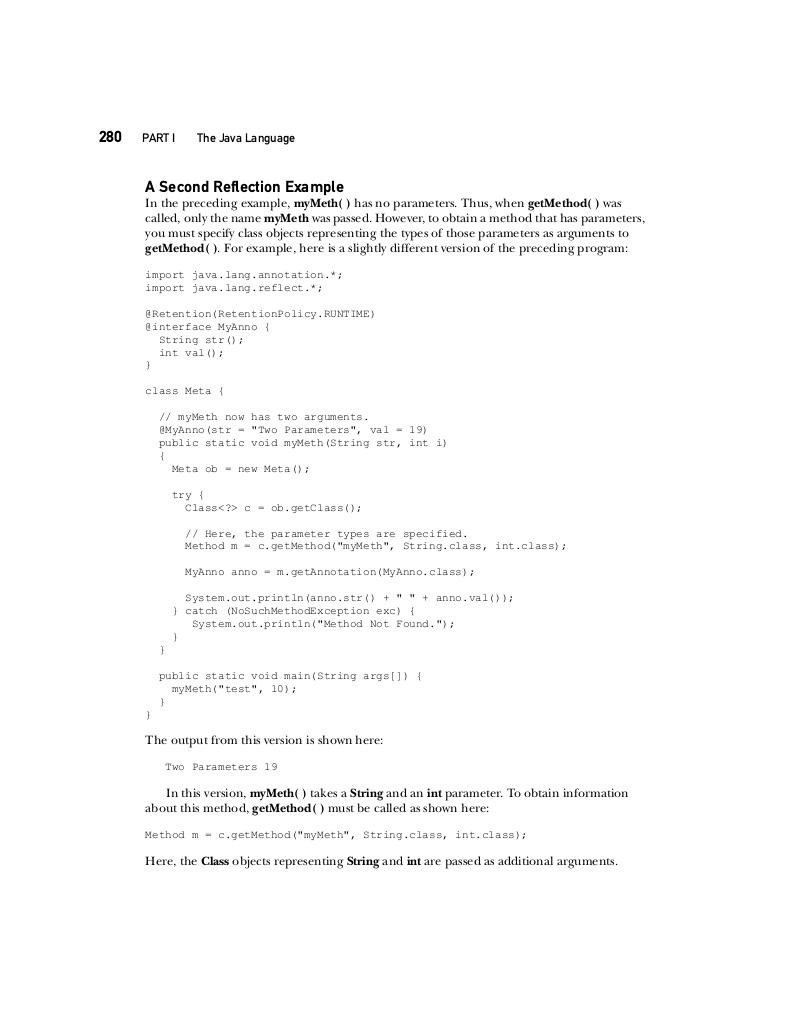 280 PART I The Java Language
A Second Reflection Example
In the preceding example, myMeth( ) has no parameters. Thus, when getMethod( ) was
called, only the name myMeth was passed. However, to obtain a method that has parameters,
you must specify class objects representing the types of those parameters as arguments to
getMethod( ). For example, here is a slightly different version of the preceding program:
import java.lang.annotation.*;
import java.lang.reflect.*;
@Retention(RetentionPolicy.RUNTIME)
@interface MyAnno {
String str();
int val();
}
class Meta {
// myMeth now has two arguments.
@MyAnno(str = "Two Parameters", val = 19)
public static void myMeth(String str, int i)
{
Meta ob = new Meta();
try {
Class<?> c = ob.getClass();
// Here, the parameter types are specified.
Method m = c.getMethod("myMeth", String.class, int.class);
MyAnno anno = m.getAnnotation(MyAnno.class);
System.out.println(anno.str() + " " + anno.val());
} catch (NoSuchMethodException exc) {
System.out.println("Method Not Found.");
}
}
public static void main(String args[]) {
myMeth("test", 10);
}
}
The output from this version is shown here:
Two Parameters 19
In this version, myMeth( ) takes a String and an int parameter. To obtain information
about this method, getMethod( ) must be called as shown here:
Method m = c.getMethod("myMeth", String.class, int.class);
Here, the Class objects representing String and int are passed as additional arguments.